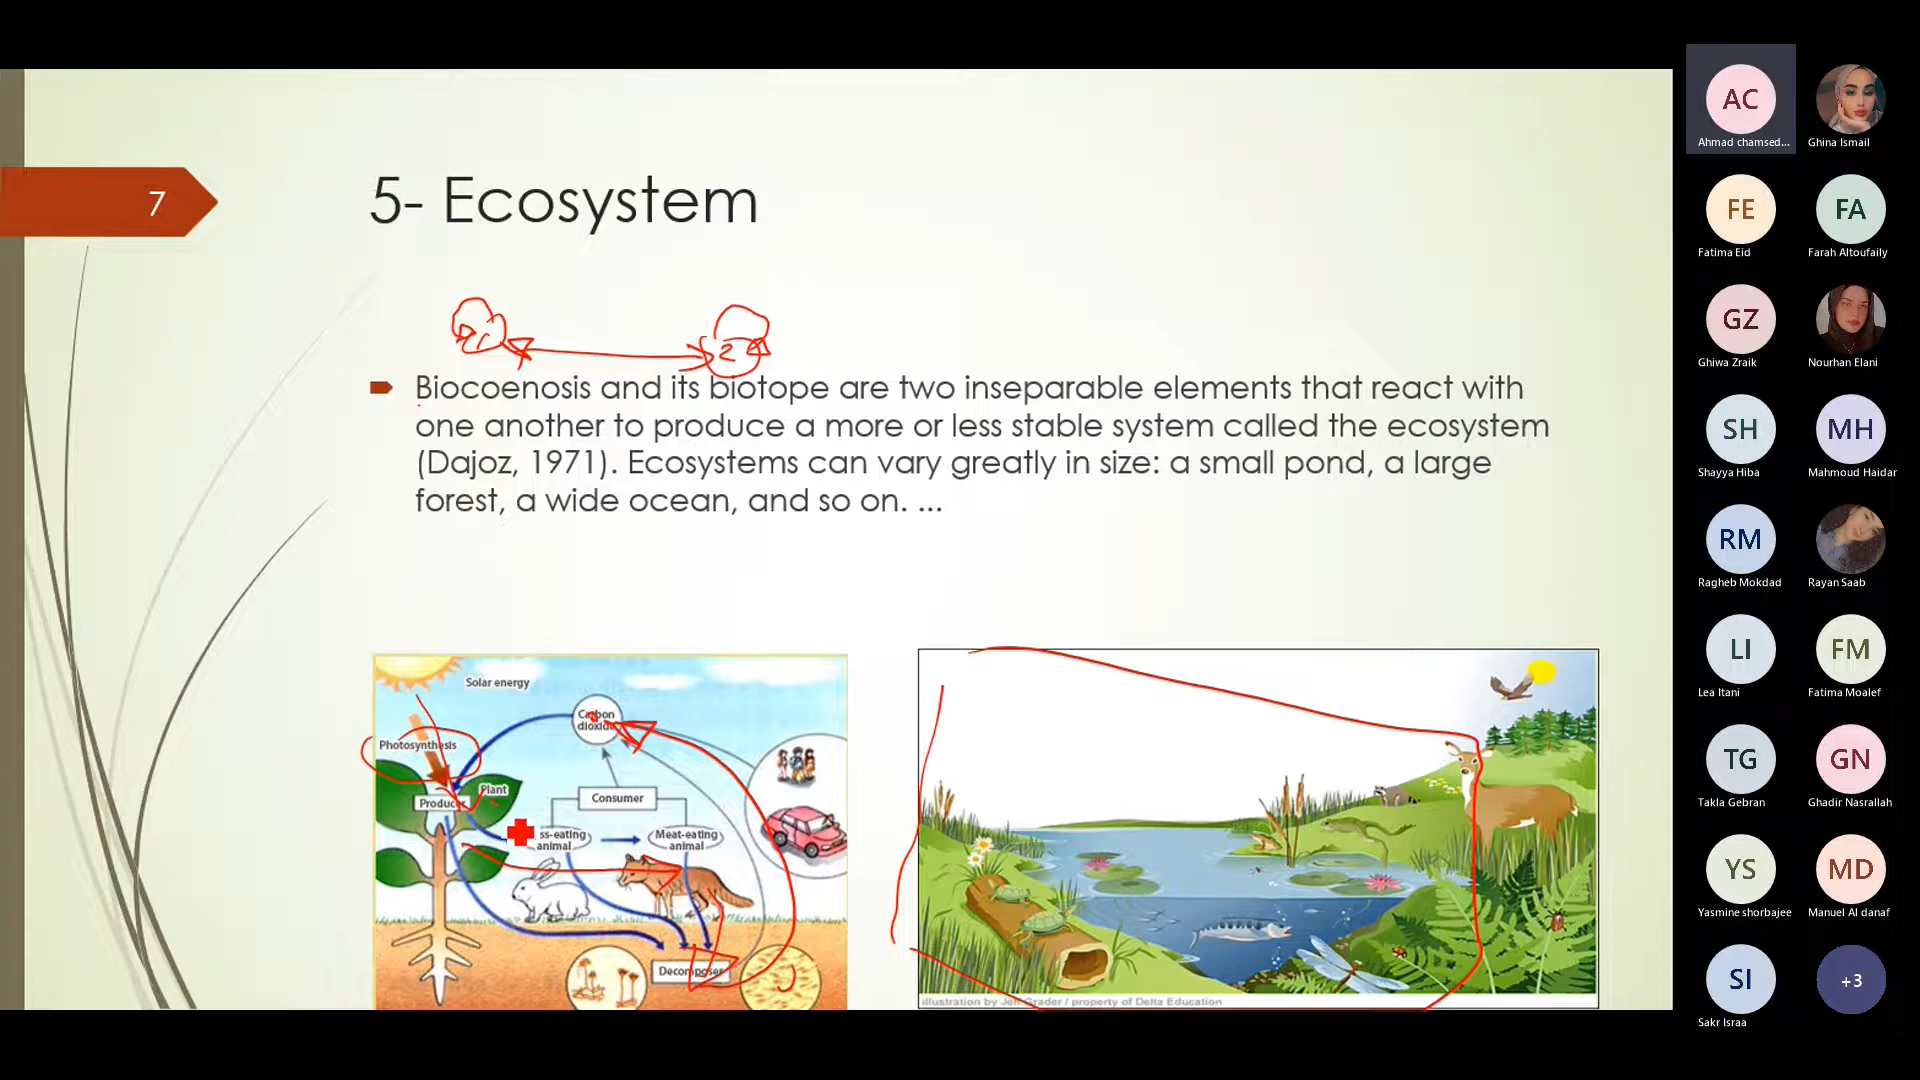 7
5- Ecosystem
Biocoenosis and its biotope are two inseparable elements that react with
one another to produce a more or less stable system called the ecosystem
(Dajoz, 1971). Ecosystems can vary greatly in size: a small pond, a large
forest, a wide ocean, and so on. ...
Solar energy
Carbon
dioxide
Photosynthesis
Plant
Producer
Consumer
ss-eating
animal
Meat-eating
animal
Decomposer
illustration by Jeff Grader / property of Delta Education
AC
Ahmad chamsed...
Ghina Ismail
FE
Fatima Eid
FA
Farah Altoufaily
GZ
Ghiwa Zraik
Nourhan Elani
SH
Shayya Hiba
MH
Mahmoud Haidar
RM
Ragheb Mokdad
Rayan Saab
LI
Lea Itani
FM
Fatima Moalef
TG
Takla Gebran
GN
Ghadir Nasrallah
YS
Yasmine shorbajee
MD
Manuel Al danaf
SI
Sakr Israa
+3